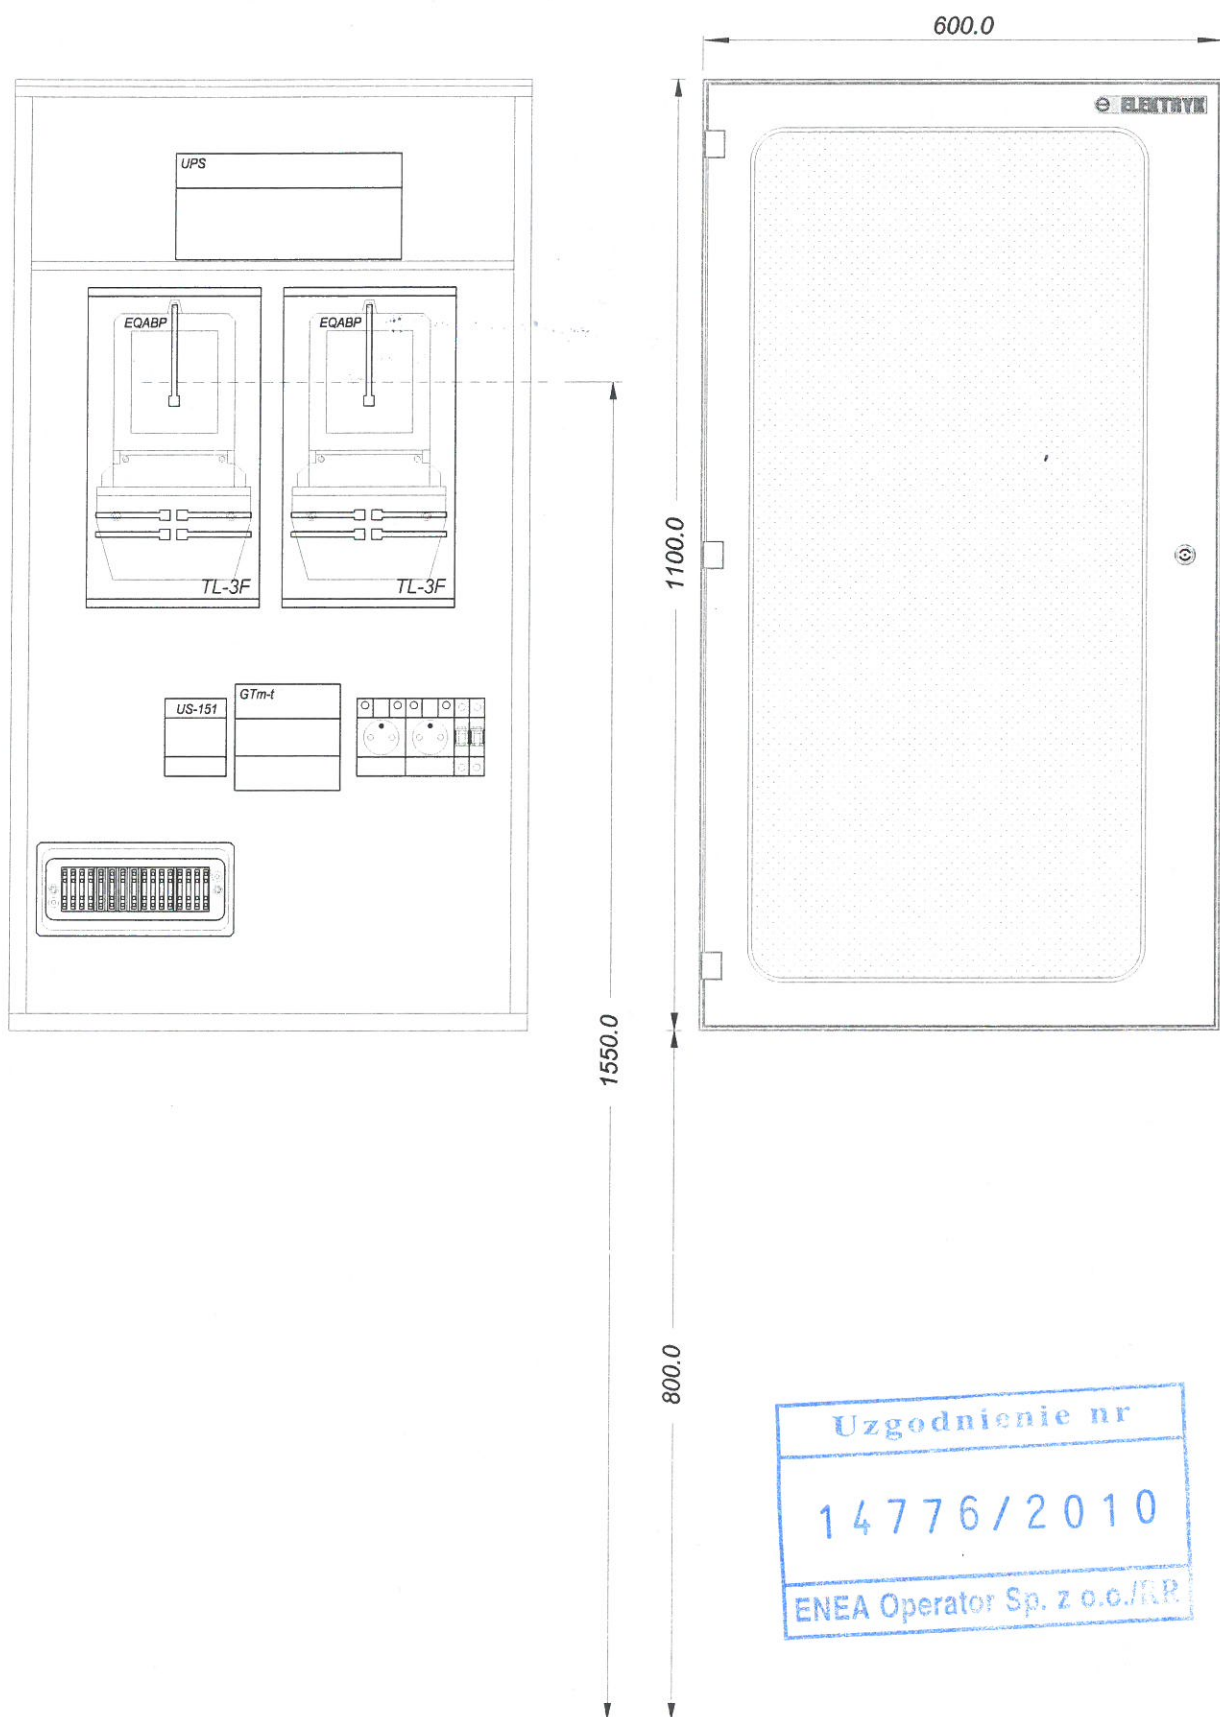 600.0
ELEKTRYK
UPS
EQABP
EQABP
TL-3F
TL-3F
1100.0
US-151
GTm-t
1550.0
800.0
Uzgodnienie nr
14776/2010
ENEA Operator Sp. z o.o./RR